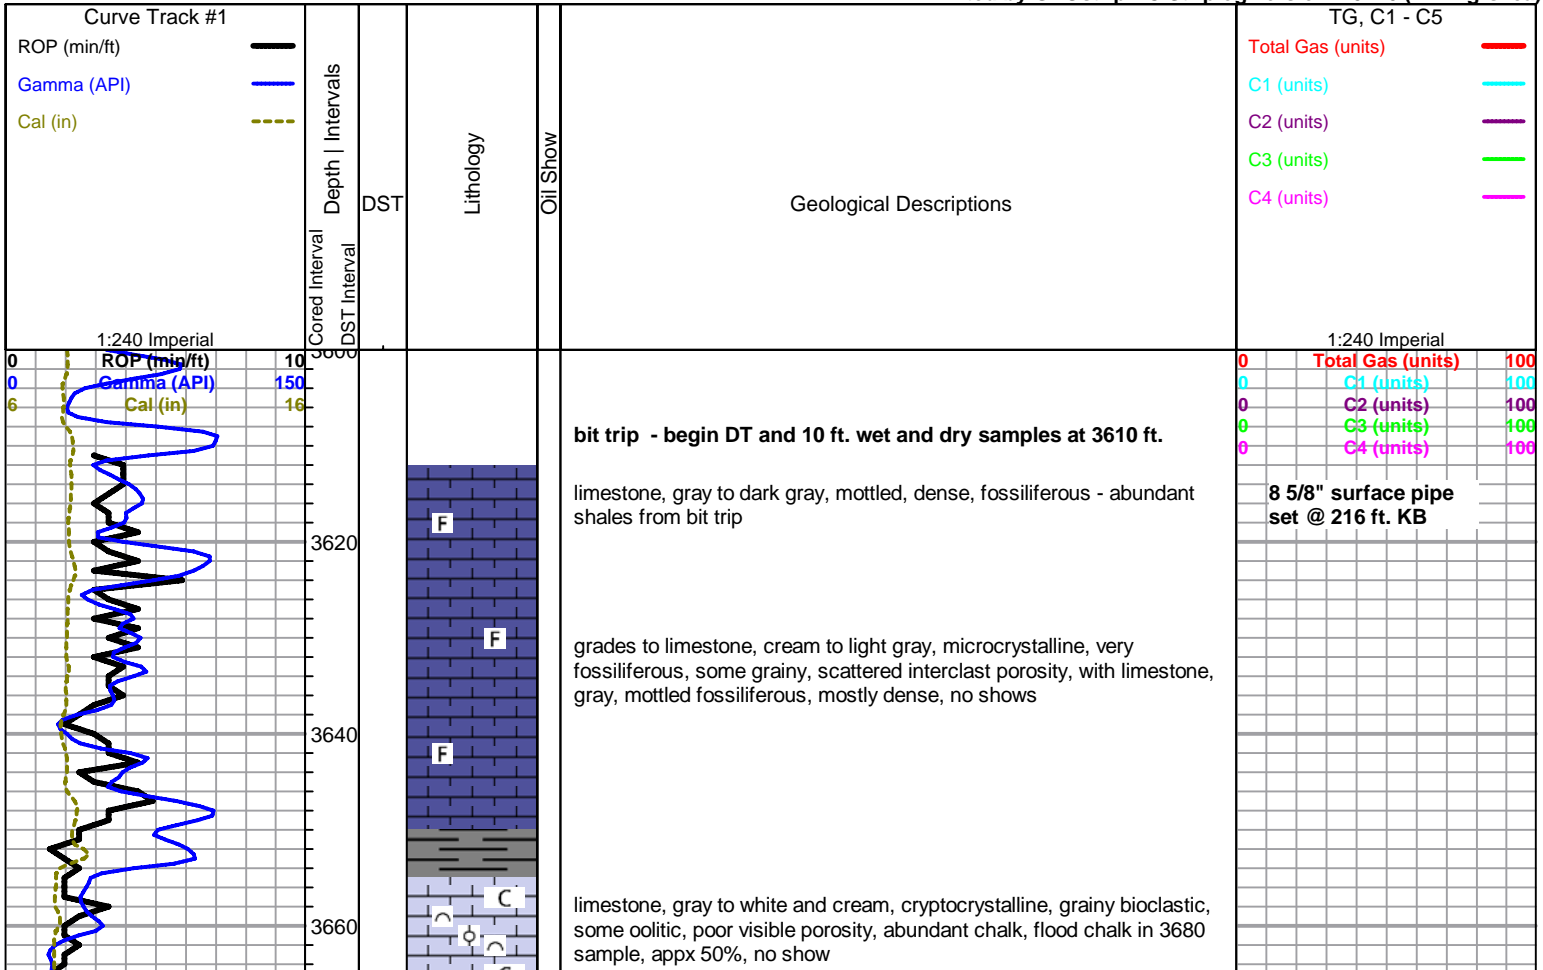 Curve Track #1
ROP (min/ft)
Gamma (API)
Cal (in)
1:240 Imperial
Depth | Intervals
Cored Interval
DST Interval
DST
Lithology
Oil Show
Geological Descriptions
TG, C1 - C5
Total Gas (units)
C1 (units)
C2 (units)
C3 (units)
C4 (units)
1:240 Imperial
0 ROP (min/ft) 10
0 Gamma (API) 150
6 Cal (in) 16
3600
0 Total Gas (units) 100
0 C1 (units) 100
0 C2 (units) 100
0 C3 (units) 100
0 C4 (units) 100
bit trip - begin DT and 10 ft. wet and dry samples at 3610 ft.
8 5/8" surface pipe
set @ 216 ft. KB
limestone, gray to dark gray, mottled, dense, fossiliferous - abundant
shales from bit trip
F
3620
F
grades to limestone, cream to light gray, microcrystalline, very
fossiliferous, some grainy, scattered interclast porosity, with limestone,
gray, mottled fossiliferous, mostly dense, no shows
3640
F
C
limestone, gray to white and cream, cryptocrystalline, grainy bioclastic,
some oolitic, poor visible porosity, abundant chalk, flood chalk in 3680
sample, appx 50%, no show
3660